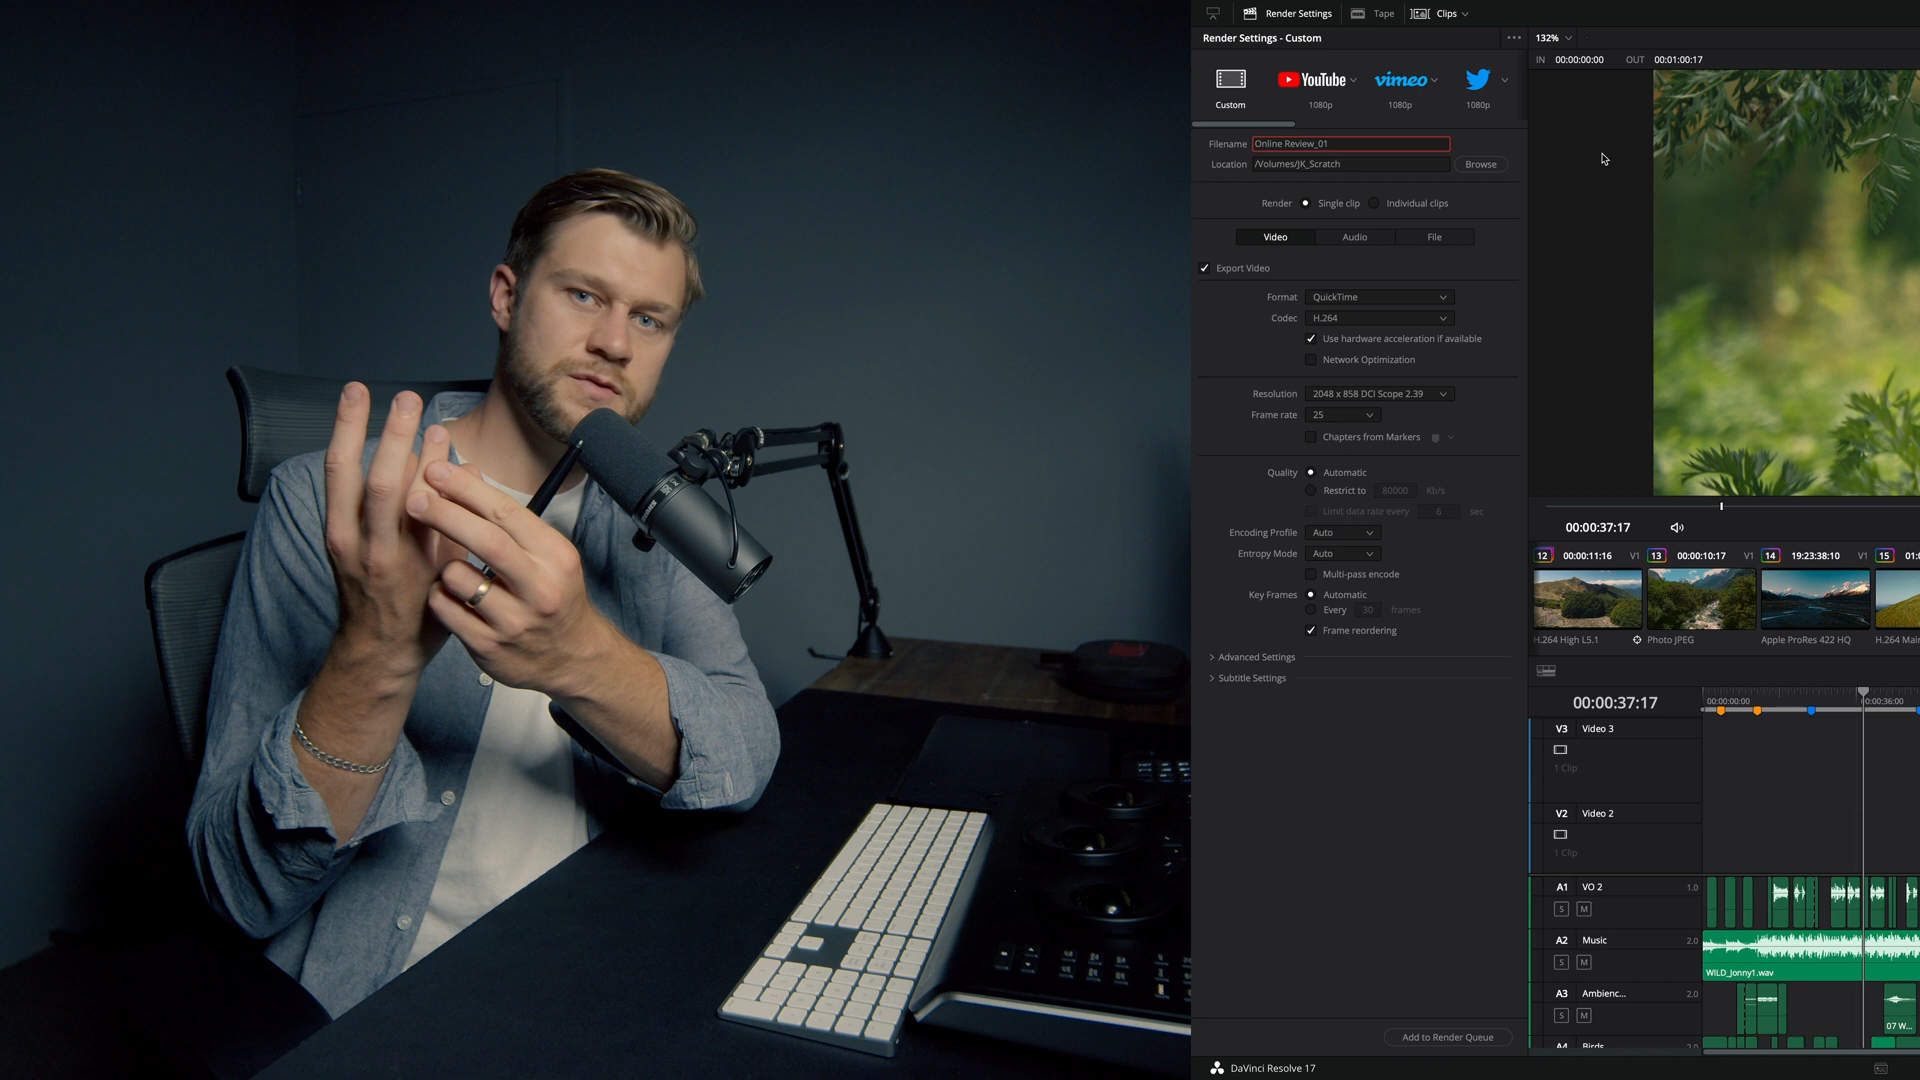 Render Settings
Tape
Clips
Render Settings - Custom
132%
IN 00:00:00:00 OUT 00:01:00:17
YouTube
vimeo
Custom
1080p
1080p
1080p
Filename Online Review_01
Location /Volumes/JK_Scratch Browse
Render Single clip Individual clips
Video Audio File
Export Video
Format QuickTime
Codec H.264
Use hardware acceleration if available
Network Optimization
Resolution 2048 x 858 DCI Scope 2.39
Frame rate 25
Chapters from Markers
Quality Automatic
Restrict to 80000 Kb/s
Limit data rate every 6 sec
Encoding Profile Auto
Entropy Mode Auto
Multi-pass encode
Key Frames Automatic
Every 30 frames
Frame reordering
Advanced Settings
Subtitle Settings
Add to Render Queue
00:00:37:17
12 00:00:11:16 V1 13 00:00:10:17 V1 14 19:23:38:10 V1 15
H.264 High L5.1 Photo JPEG Apple ProRes 422 HQ H.264 Mai
00:00:37:17
00:00:00:00
00:00:36:00
V3 Video 3
1 Clip
V2 Video 2
1 Clip
A1 VO 2 1.0
S M
A2 Music 2.0
S M
WILD_Jonny1.wav
A3 Ambienc... 2.0
S M
07 W...
A4 Birds 2.0
DaVinci Resolve 17